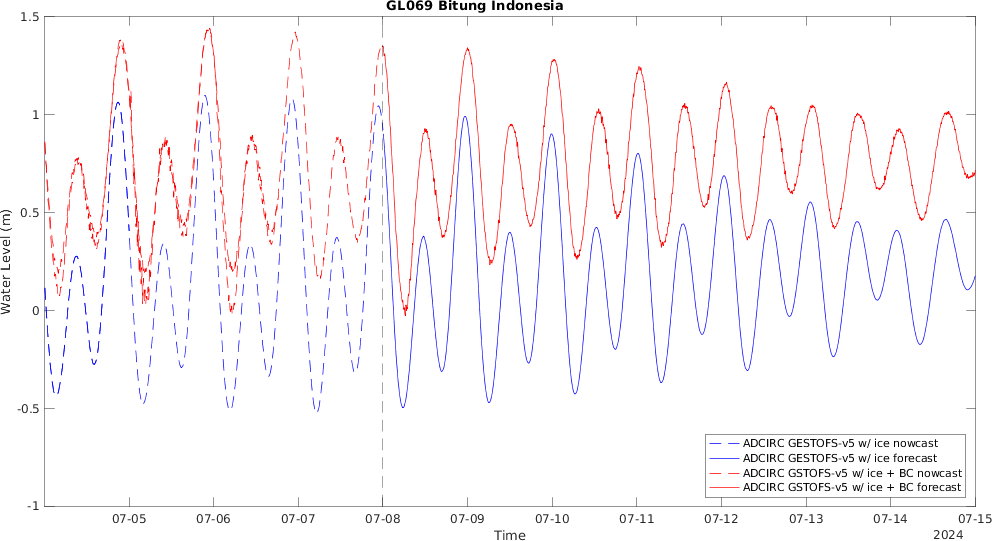 GL069 Bitung Indonesia
1.5
1
0.5
0
-0.5
-1
Water Level (m)
07-05 07-06 07-07 07-08 07-09 07-10 07-11 07-12 07-13 07-14 07-15
Time
2024
ADCIRC GESTOFS-v5 w/ ice nowcast
ADCIRC GESTOFS-v5 w/ ice forecast
ADCIRC GSTOFS-v5 w/ ice + BC nowcast
ADCIRC GSTOFS-v5 w/ ice + BC forecast